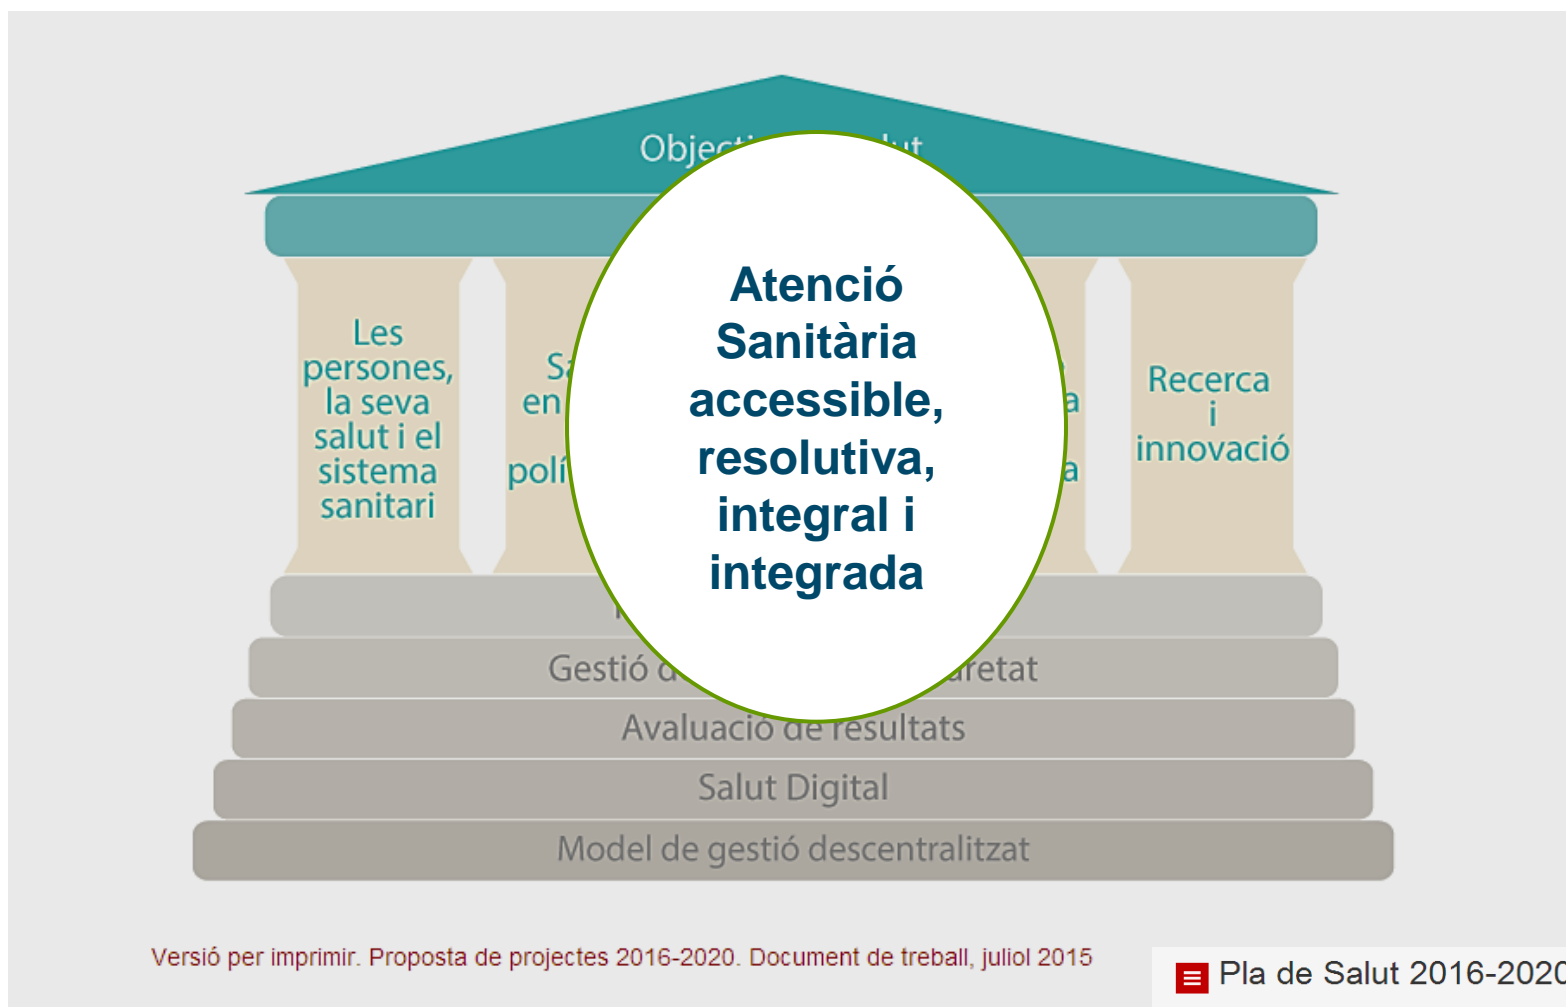 Atenció
Sanitària
accessible,
resolutiva,
integral i
integrada
Les
persones,
la seva
salut i el
sistema
sanitari
en
Recerca
i
innovació
Gestió
Avaluació de resultats
Salut Digital
Model de gestió descentralitzat
Versió per imprimir. Proposta de projectes 2016-2020. Document de treball, juliol 2015
Pla de Salut 2016-2020